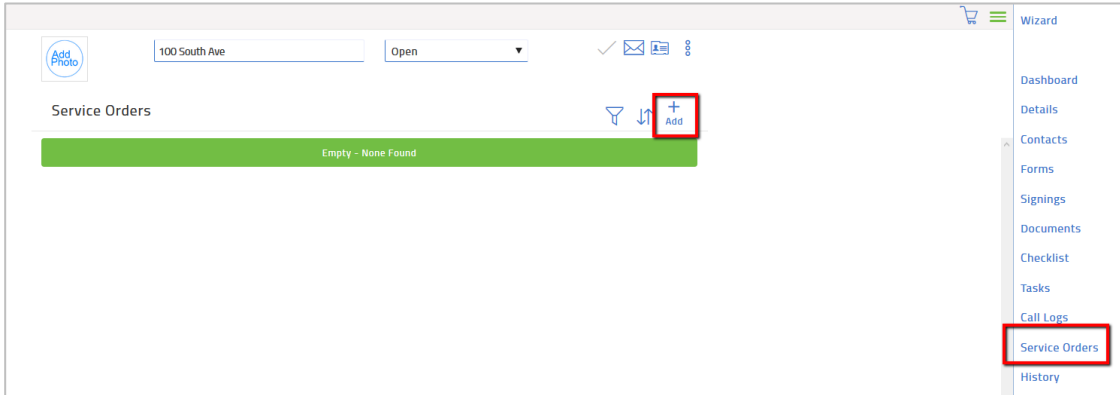 Wizard
Add
Photo
100 South Ave
Open
Service Orders
Add
Empty - None Found
Dashboard
Details
Contacts
Forms
Signings
Documents
Checklist
Tasks
Call Logs
Service Orders
History